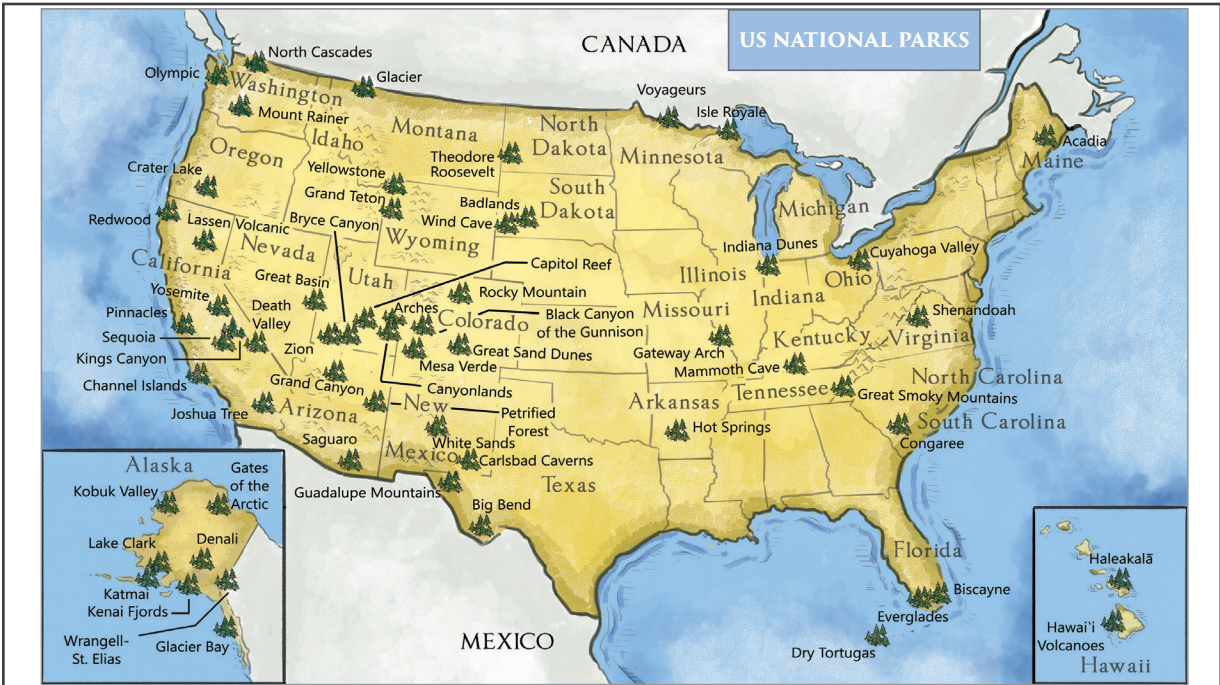 US NATIONAL PARKS
CANADA
North Cascades
Olympic
Glacier
Washington
Mount Rainer
Voyageurs
Isle Royale
Montana
North
Dakota
Idaho
Minnesota
Acadia
Maine
Oregon
Theodore
Roosevelt
Crater Lake
Yellowstone
Grand Teton
South
Dakota
Badlands
Wind Cave
Michigan
Redwood
Lassen Volcanic
Bryce Canyon
Wyoming
Nevada
Indiana Dunes
Cuyahoga Valley
California
Utah
Capitol Reef
Illinois
Ohio
Great Basin
Indiana
Yosemite
Death
Valley
Rocky Mountain
Arches
Colorado
Black Canyon
of the Gunnison
Missouri
Shenandoah
Pinnacles
Sequoia
Kings Canyon
Zion
Great Sand Dunes
Mesa Verde
Gateway Arch
Kentucky
Virginia
Mammoth Cave
Channel Islands
Grand Canyon
Canyonlands
Tennessee
North Carolina
Great Smoky Mountains
Joshua Tree
Arizona
New
Mexico
Petrified
Forest
Arkansas
Hot Springs
South Carolina
Congaree
Saguaro
White Sands
Carlsbad Caverns
Guadalupe Mountains
Texas
Big Bend
Florida
Biscayne
Everglades
Dry Tortugas
MEXICO
Alaska
Kobuk Valley
Gates
of the
Arctic
Lake Clark
Denali
Katmai
Kenai Fjords
Wrangell-
St. Elias
Glacier Bay
Haleakalā
Hawai'i
Volcanoes
Hawaii